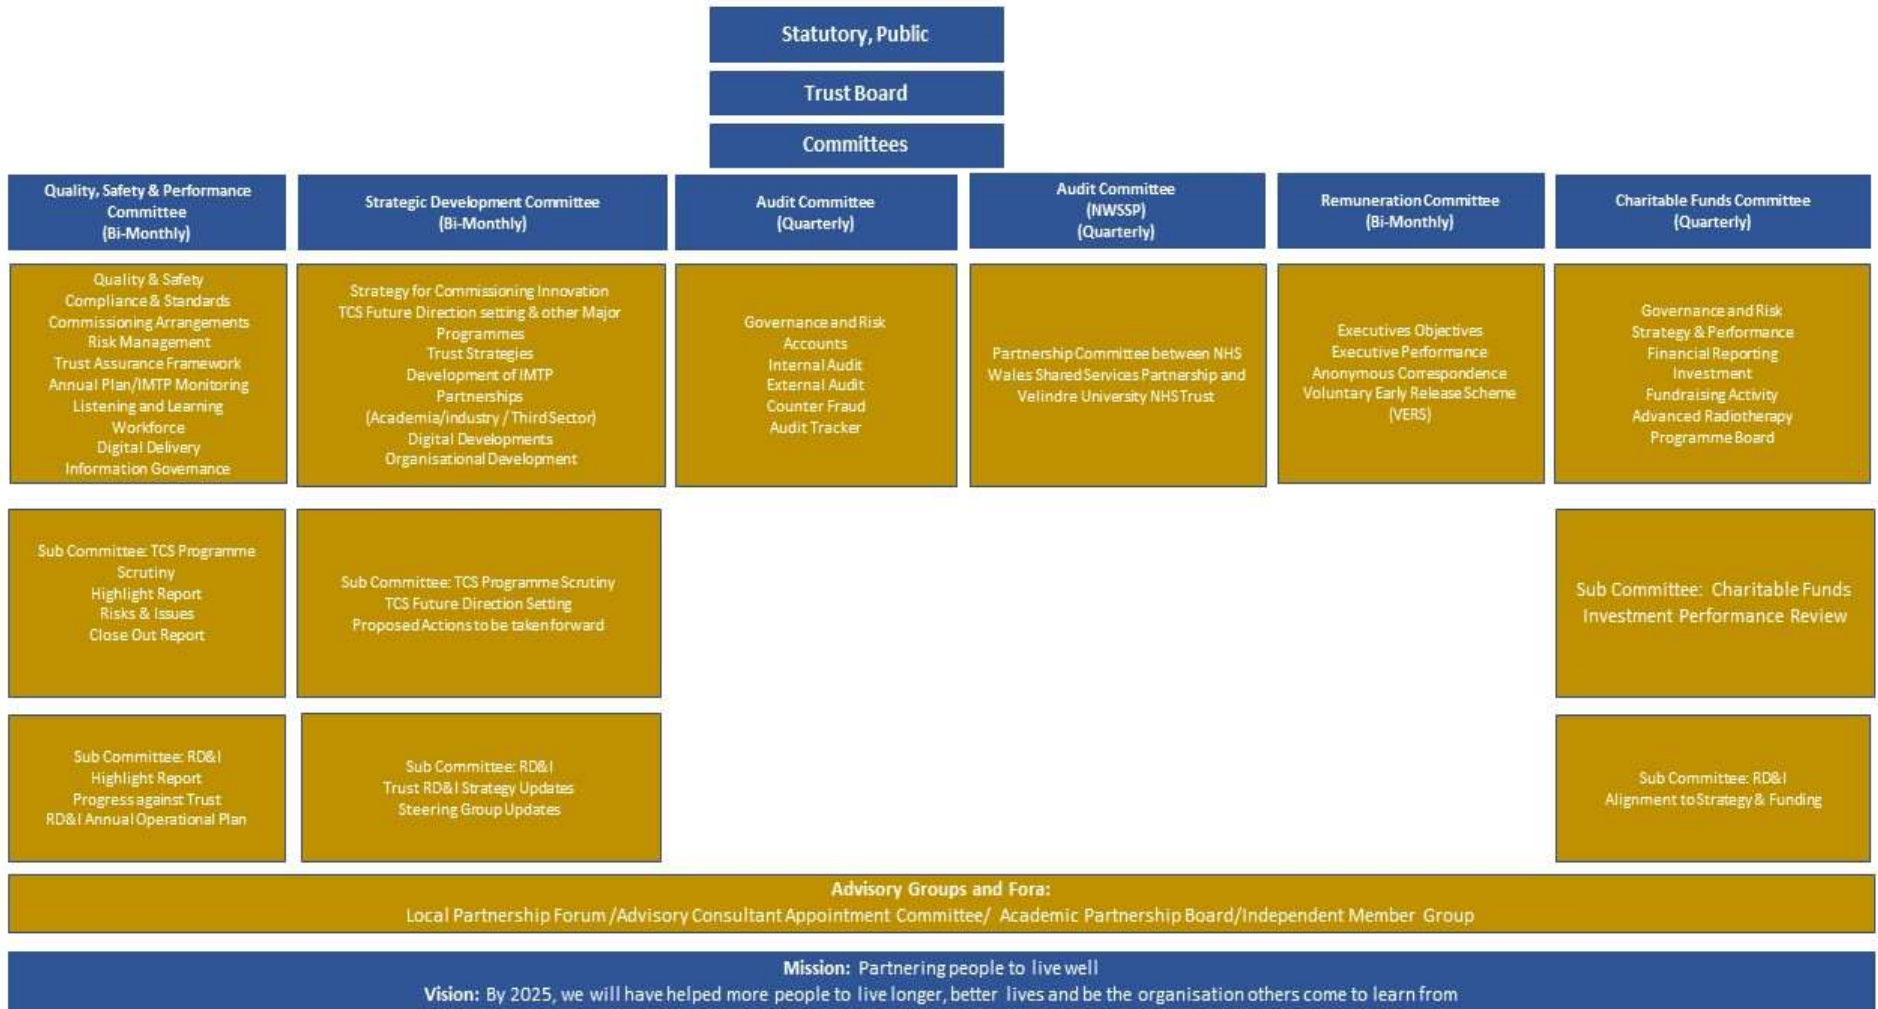 Statutory, Public
Trust Board
Committees
Quality, Safety & Performance
Committee
(Bi-Monthly)
Strategic Development Committee
(Bi-Monthly)
Audit Committee
(Quarterly)
Audit Committee
(NWSSP)
(Quarterly)
Remuneration Committee
(Bi-Monthly)
Charitable Funds Committee
(Quarterly)
Quality & Safety
Compliance & Standards
Commissioning Arrangements
Risk Management
Trust Assurance Framework
Annual Plan/IMTP Monitoring
Listening and Learning
Workforce
Digital Delivery
Information Governance
Strategy for Commissioning Innovation
TCS Future Direction setting & other Major
Programmes
Trust Strategies
Development of IMTP
Partnerships
(Academia/industry / Third Sector)
Digital Developments
Organisational Development
Governance and Risk
Accounts
Internal Audit
External Audit
Counter Fraud
Audit Tracker
Partnership Committee between NHS
Wales Shared Services Partnership and
Velindre University NHS Trust
Executives Objectives
Executive Performance
Anonymous Correspondence
Voluntary Early Release Scheme
(VERS)
Governance and Risk
Strategy & Performance
Financial Reporting
Investment
Fundraising Activity
Advanced Radiotherapy
Programme Board
Sub Committee: TCS Programme
Scrutiny
Highlight Report
Risks & Issues
Close Out Report
Sub Committee: TCS Programme Scrutiny
TCS Future Direction Setting
Proposed Actions to be taken forward
Sub Committee: Charitable Funds
Investment Performance Review
Sub Committee: RD&I
Highlight Report
Progress against Trust
RD&I Annual Operational Plan
Sub Committee: RD&I
Trust RD&I Strategy Updates
Steering Group Updates
Sub Committee: RD&I
Alignment to Strategy & Funding
Advisory Groups and Fora:
Local Partnership Forum /Advisory Consultant Appointment Committee/ Academic Partnership Board/Independent Member Group
Mission: Partnering people to live well
Vision: By 2025, we will have helped more people to live longer, better lives and be the organisation others come to learn from